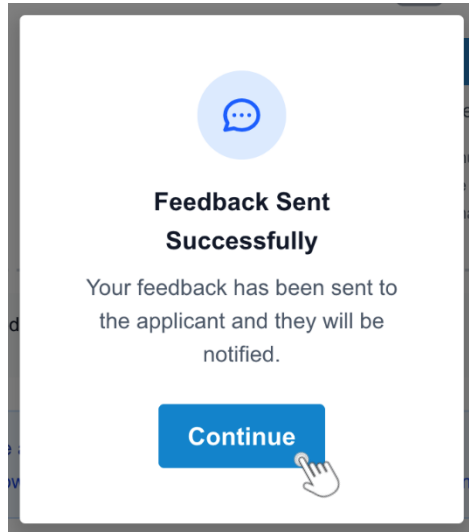 Feedback Sent
Successfully
Your feedback has been sent to
the applicant and they will be
notified.
Continue